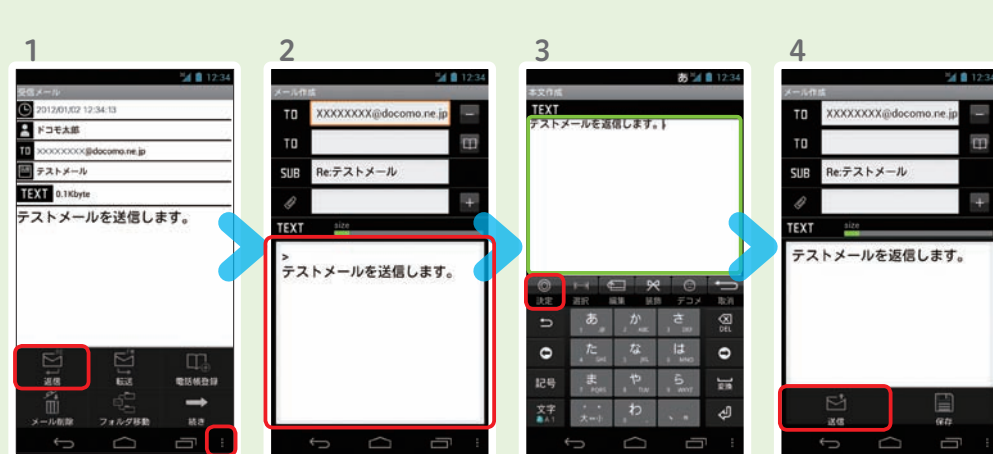 1
12:34
受信メール
2012/01/02 12:34:13
ドコモ太郎
TO XXXXXXXX@docomo.ne.jp
テストメール
TEXT 0.1Kbyte
テストメールを送信します。
返信 転送 電話帳登録
メール削除 フォルダ移動 続き
2
12:34
メール作成
TO XXXXXXXX@docomo.ne.jp
TO
SUB Re:テストメール
TEXT size
>
テストメールを送信します。
3
あ 12:34
本文作成
TEXT
テストメールを返信します。
決定 選択 編集 装飾 デコメ 取消
あ か さ
DEL
た な は
記号 ま や ら 変換
文字 わ
4
12:34
メール作成
TO XXXXXXXX@docomo.ne.jp
TO
SUB Re:テストメール
TEXT size
テストメールを返信します。
送信 保存